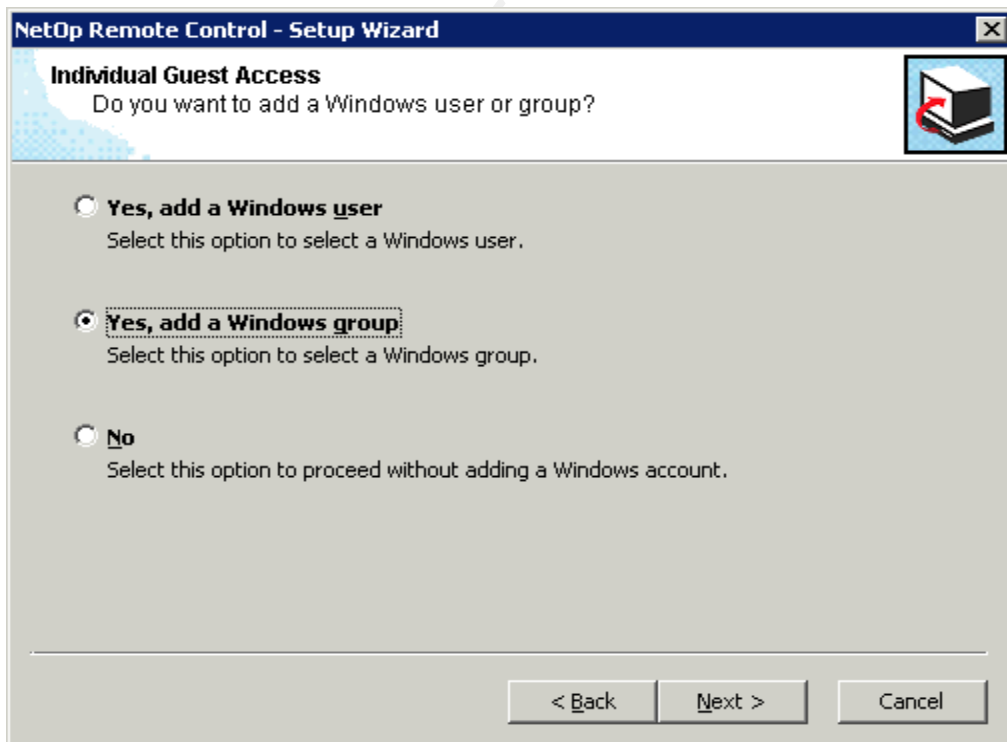 NetOp Remote Control - Setup Wizard
Individual Guest Access
Do you want to add a Windows user or group?
Yes, add a Windows user
Select this option to select a Windows user.
Yes, add a Windows group
Select this option to select a Windows group.
No
Select this option to proceed without adding a Windows account.
< Back Next > Cancel